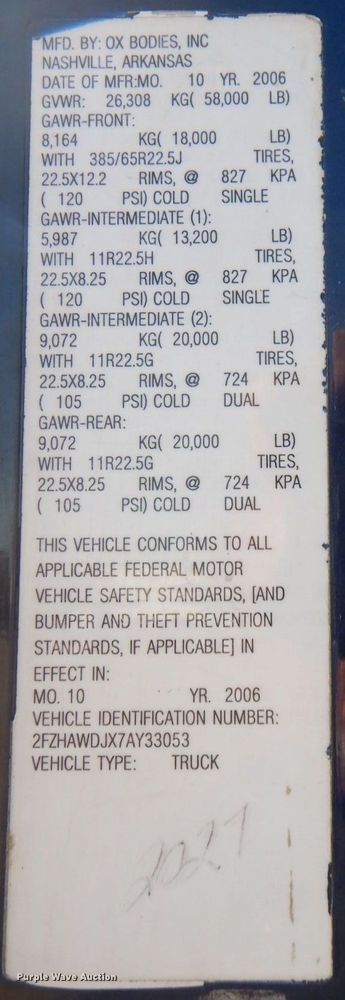 MFD. BY: OX BODIES, INC
NASHVILLE, ARKANSAS
DATE OF MFR:MO. 10 YR. 2006
GVWR: 26,308 KG( 58,000 LB)
GAWR-FRONT:
8,164 KG( 18,000 LB)
WITH 385/65R22.5J TIRES,
22.5X12.2 RIMS, @ 827 KPA
( 120 PSI) COLD SINGLE
GAWR-INTERMEDIATE (1):
5,987 KG( 13,200 LB)
WITH 11R22.5H TIRES,
22.5X8.25 RIMS, @ 827 KPA
( 120 PSI) COLD SINGLE
GAWR-INTERMEDIATE (2):
9,072 KG( 20,000 LB)
WITH 11R22.5G TIRES,
22.5X8.25 RIMS, @ 724 KPA
( 105 PSI) COLD DUAL
GAWR-REAR:
9,072 KG( 20,000 LB)
WITH 11R22.5G TIRES,
22.5X8.25 RIMS, @ 724 KPA
( 105 PSI) COLD DUAL
THIS VEHICLE CONFORMS TO ALL
APPLICABLE FEDERAL MOTOR
VEHICLE SAFETY STANDARDS, [AND
BUMPER AND THEFT PREVENTION
STANDARDS, IF APPLICABLE] IN
EFFECT IN:
MO. 10 YR. 2006
VEHICLE IDENTIFICATION NUMBER:
2FZHAWDJX7AY33053
VEHICLE TYPE: TRUCK
Purple Wave Auction